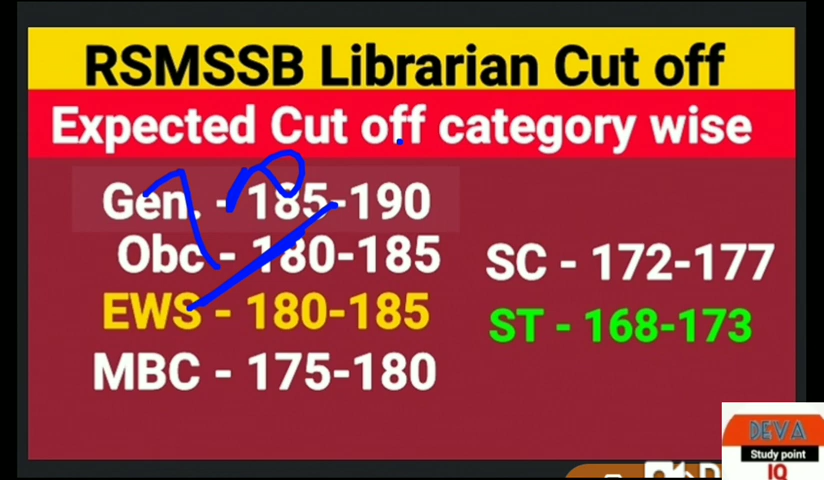 RSMSSB Librarian Cut off
Expected Cut off category wise
Gen. - 185-190
Obc - 180-185
EWS - 180-185
MBC - 175-180
SC - 172-177
ST - 168-173
DEVA
Study point
IQ